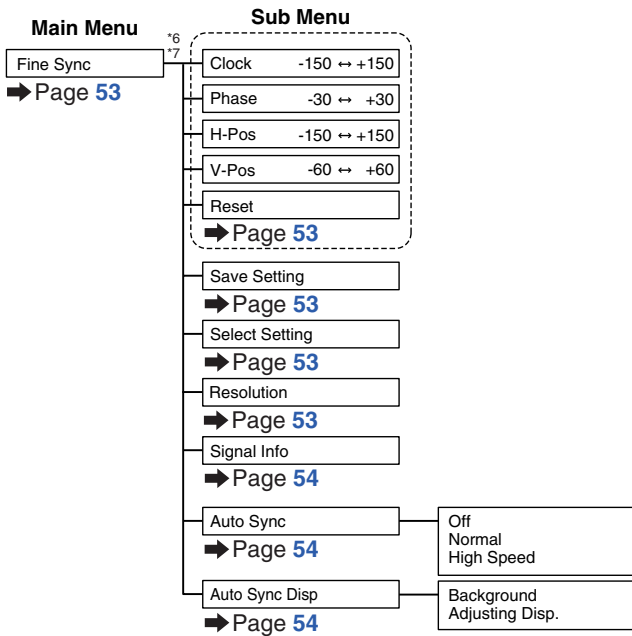 Main Menu
Sub Menu
*6
*7
Fine Sync
Page 53
Clock -150 ↔ +150
Phase -30 ↔ +30
H-Pos -150 ↔ +150
V-Pos -60 ↔ +60
Reset
Page 53
Save Setting
Page 53
Select Setting
Page 53
Resolution
Page 53
Signal Info
Page 54
Auto Sync
Page 54
Off
Normal
High Speed
Auto Sync Disp
Page 54
Background
Adjusting Disp.